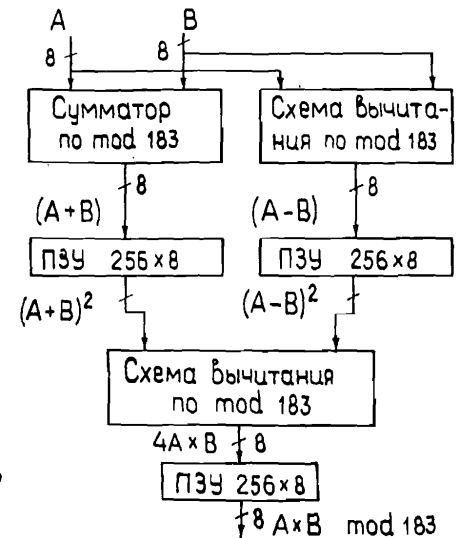 A B
8 8
Сумматор
по mod 183
Схема вычита-
ния по mod 183
8 8
(A+B) (A−B)
ПЗУ 256×8 ПЗУ 256×8
(A+B)² (A−B)²
Схема вычитания
по mod 183
4A×B 8
ПЗУ 256×8
8 A×B mod 183